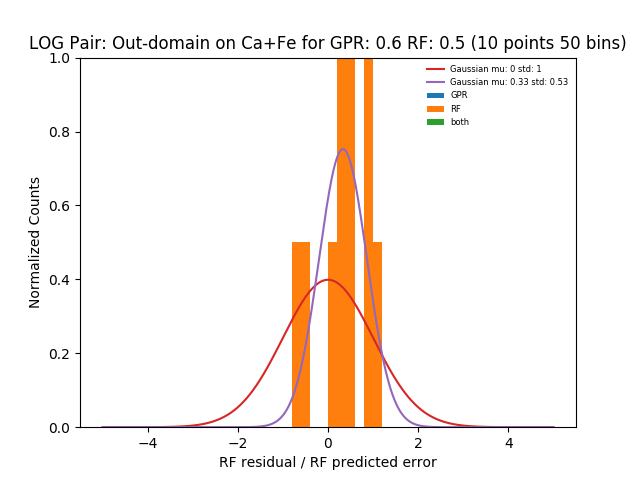 LOG Pair: Out-domain on Ca+Fe for GPR: 0.6 RF: 0.5 (10 points 50 bins)
Gaussian mu: 0 std: 1
Gaussian mu: 0.33 std: 0.53
GPR
RF
both
1.0
0.8
0.6
0.4
0.2
0.0
Normalized Counts
−4 −2 0 2 4
RF residual / RF predicted error